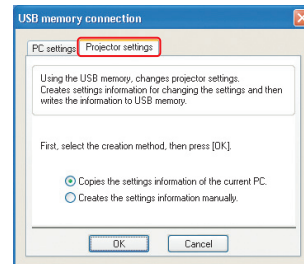 USB memory connection
PC settings Projector settings
Using the USB memory, changes projector settings.
Creates settings information for changing the settings and then
writes the information to USB memory.
First, select the creation method, then press [OK].
Copies the settings information of the current PC.
Creates the settings information manually.
OK Cancel